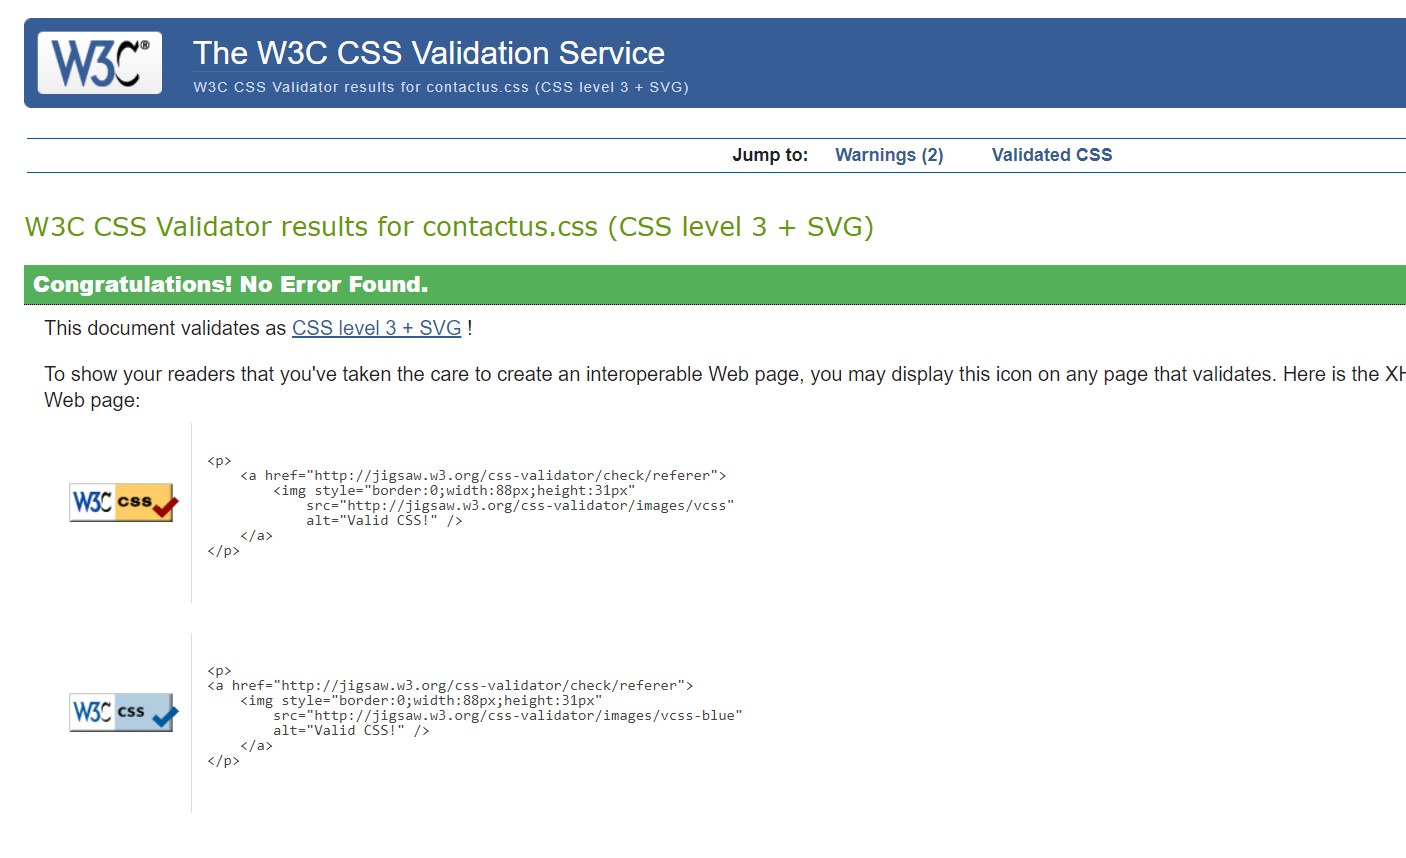 W3C®
The W3C CSS Validation Service
W3C CSS Validator results for contactus.css (CSS level 3 + SVG)
Jump to: Warnings (2) Validated CSS
W3C CSS Validator results for contactus.css (CSS level 3 + SVG)
Congratulations! No Error Found.
This document validates as CSS level 3 + SVG !
To show your readers that you've taken the care to create an interoperable Web page, you may display this icon on any page that validates. Here is the XH
Web page:
W3C css
<p>
<a href="http://jigsaw.w3.org/css-validator/check/referer">
<img style="border:0;width:88px;height:31px"
src="http://jigsaw.w3.org/css-validator/images/vcss"
alt="Valid CSS!" />
</a>
</p>
W3C css
<p>
<a href="http://jigsaw.w3.org/css-validator/check/referer">
<img style="border:0;width:88px;height:31px"
src="http://jigsaw.w3.org/css-validator/images/vcss-blue"
alt="Valid CSS!" />
</a>
</p>